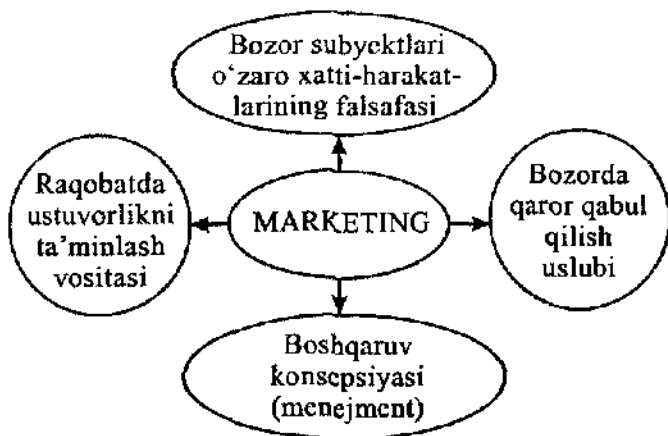 Bozor subyektlari
o‘zaro xatti-harakat-
larining falsafasi
Raqobatda
ustuvorlikni
ta’minlash
vositasi
MARKETING
Bozorda
qaror qabul
qilish
uslubi
Boshqaruv
konsepsiyasi
(menejment)